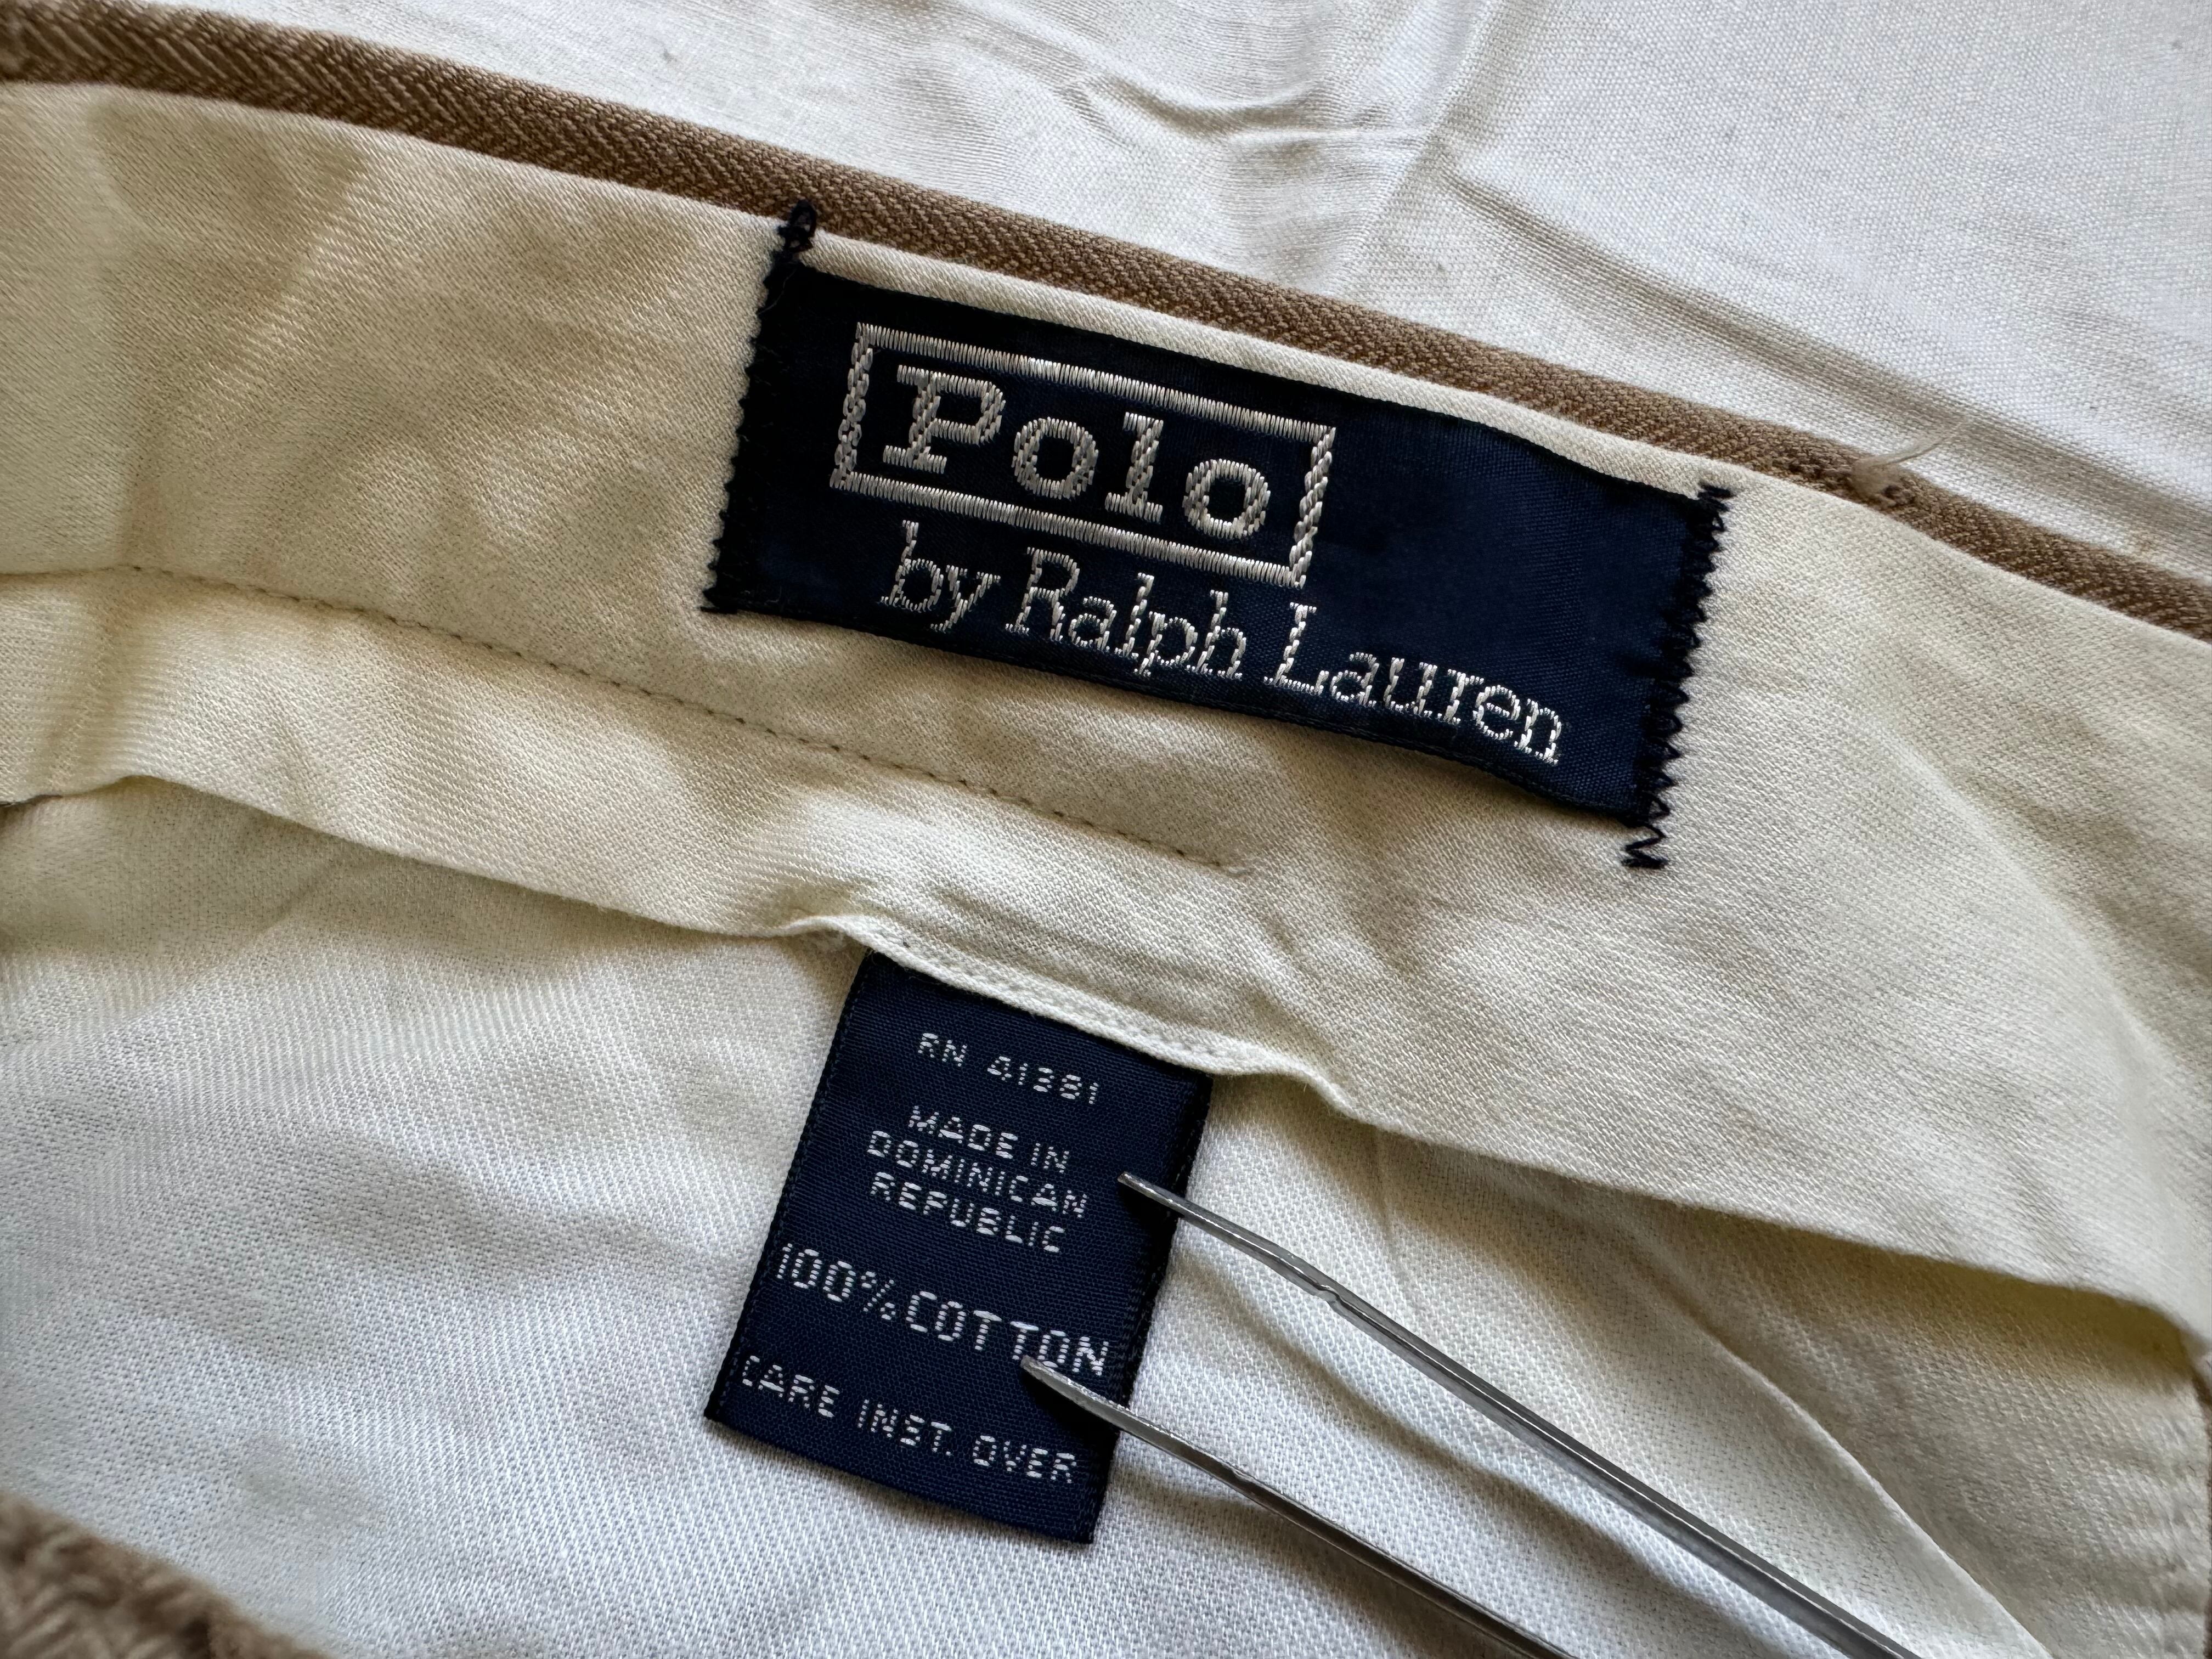 Polo
by Ralph Lauren
RN 41381
MADE IN
DOMINICAN
REPUBLIC
100% COTTON
CARE INST. OVER